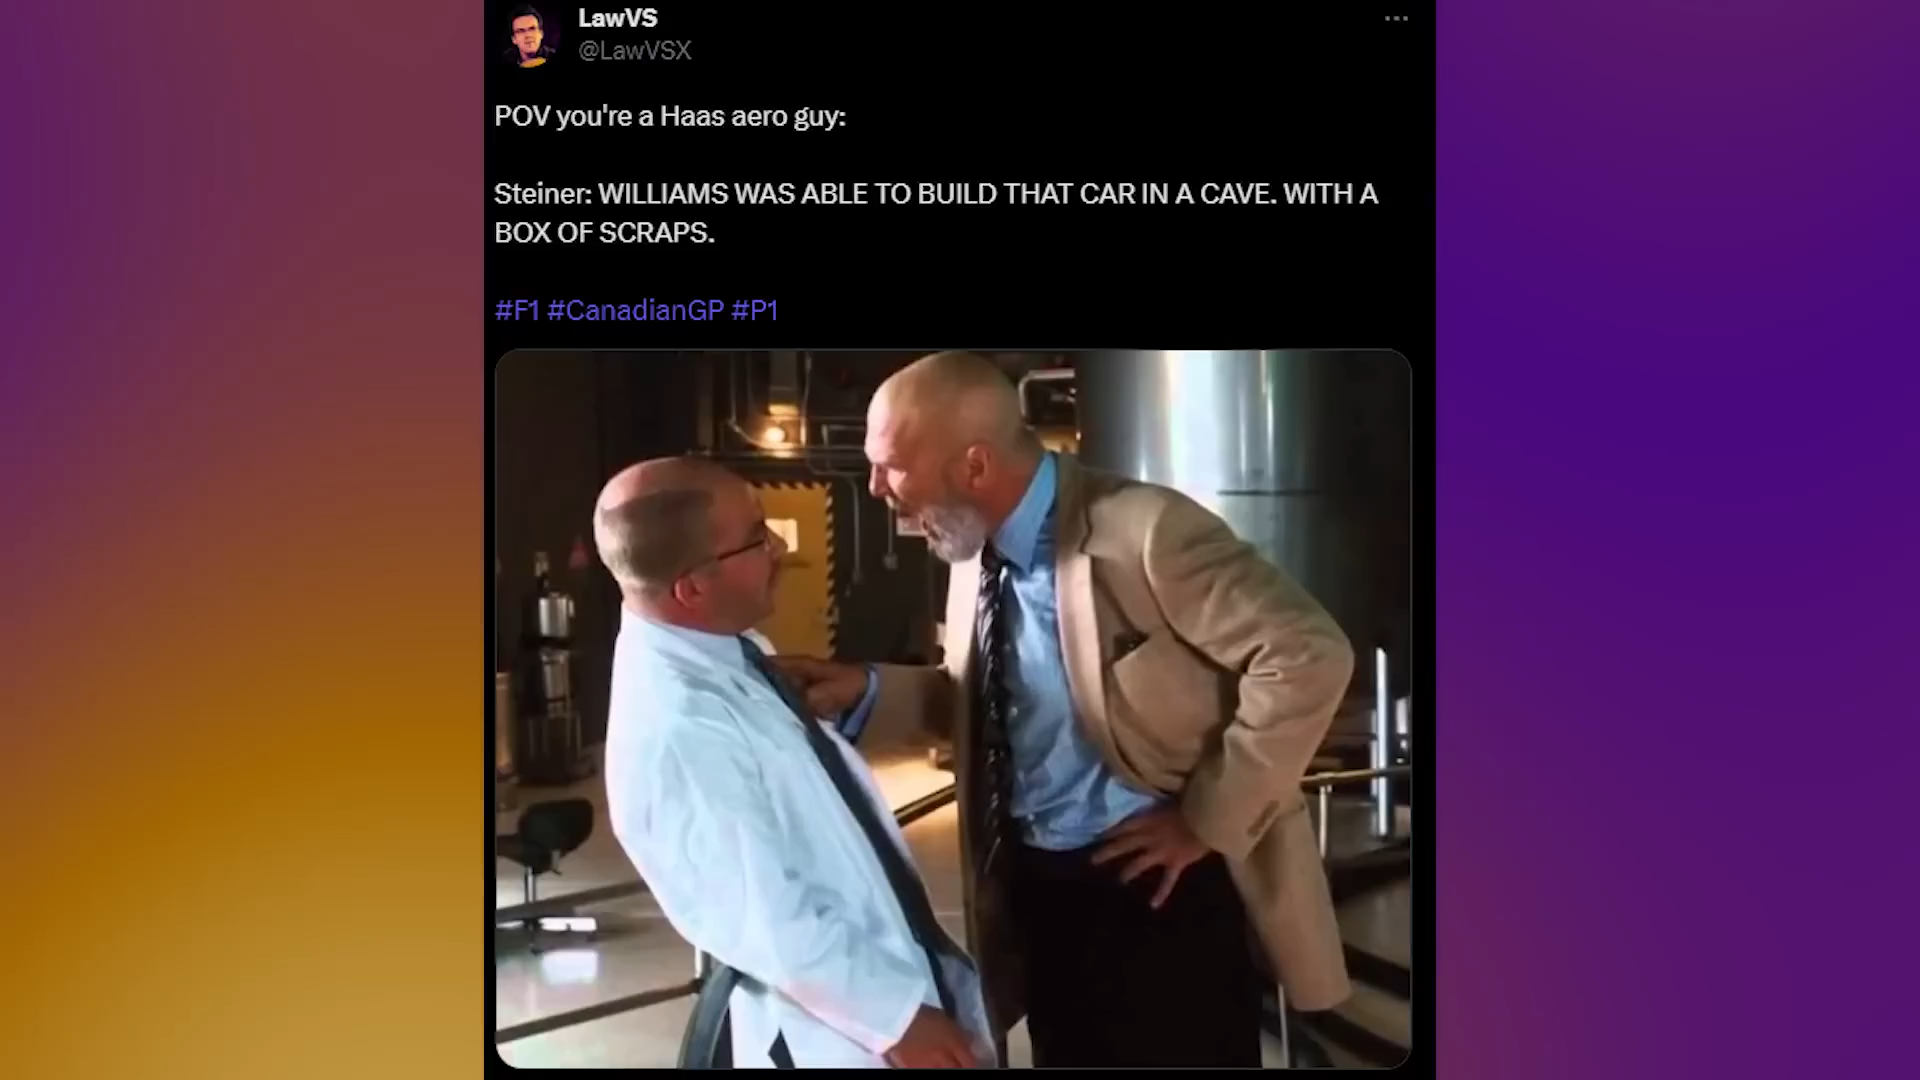 LawVS
@LawVSX
POV you're a Haas aero guy:
Steiner: WILLIAMS WAS ABLE TO BUILD THAT CAR IN A CAVE. WITH A
BOX OF SCRAPS.
#F1 #CanadianGP #P1